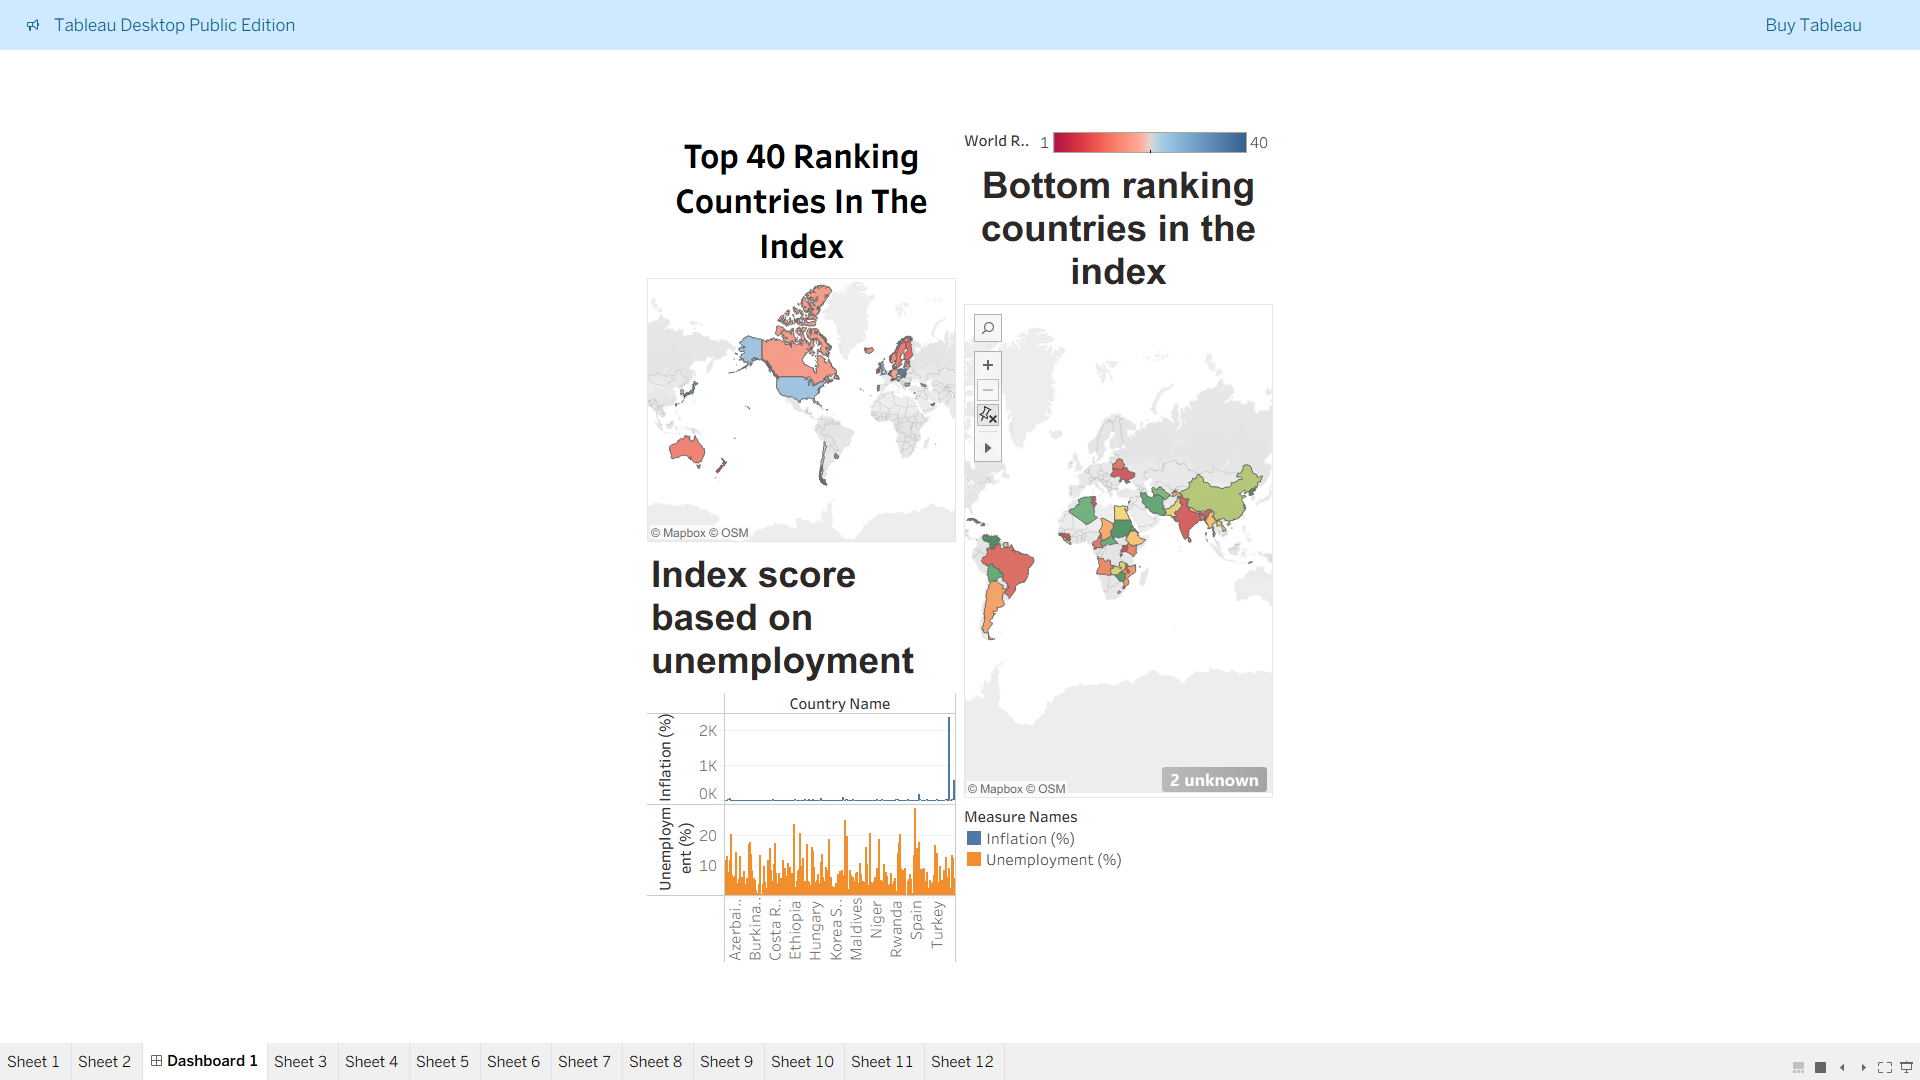 Tableau Desktop Public Edition
Buy Tableau
Top 40 Ranking
Countries In The
Index
© Mapbox © OSM
World R..
1
40
Bottom ranking
countries in the
index
2 unknown
© Mapbox © OSM
Index score
based on
unemployment
Country Name
Inflation (%)
2K
1K
0K
Unemploym
ent (%)
20
10
Azerbai..
Burkina..
Costa R..
Ethiopia
Hungary
Korea S..
Maldives
Niger
Rwanda
Spain
Turkey
Measure Names
Inflation (%)
Unemployment (%)
Sheet 1
Sheet 2
Dashboard 1
Sheet 3
Sheet 4
Sheet 5
Sheet 6
Sheet 7
Sheet 8
Sheet 9
Sheet 10
Sheet 11
Sheet 12